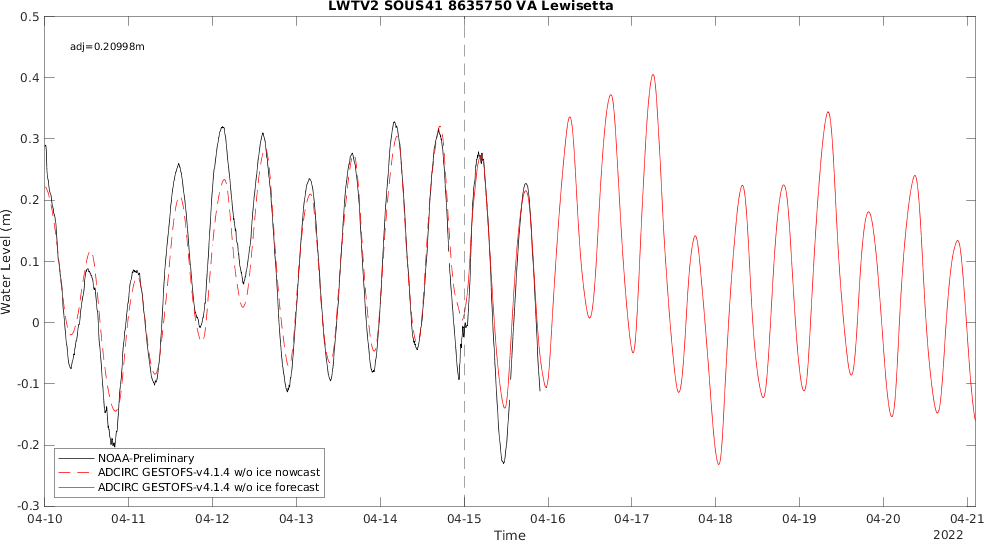 LWTV2 SOUS41 8635750 VA Lewisetta
adj=0.20998m
0.5
0.4
0.3
0.2
0.1
0
-0.1
-0.2
-0.3
Water Level (m)
NOAA-Preliminary
ADCIRC GESTOFS-v4.1.4 w/o ice nowcast
ADCIRC GESTOFS-v4.1.4 w/o ice forecast
04-10 04-11 04-12 04-13 04-14 04-15 04-16 04-17 04-18 04-19 04-20 04-21
Time
2022